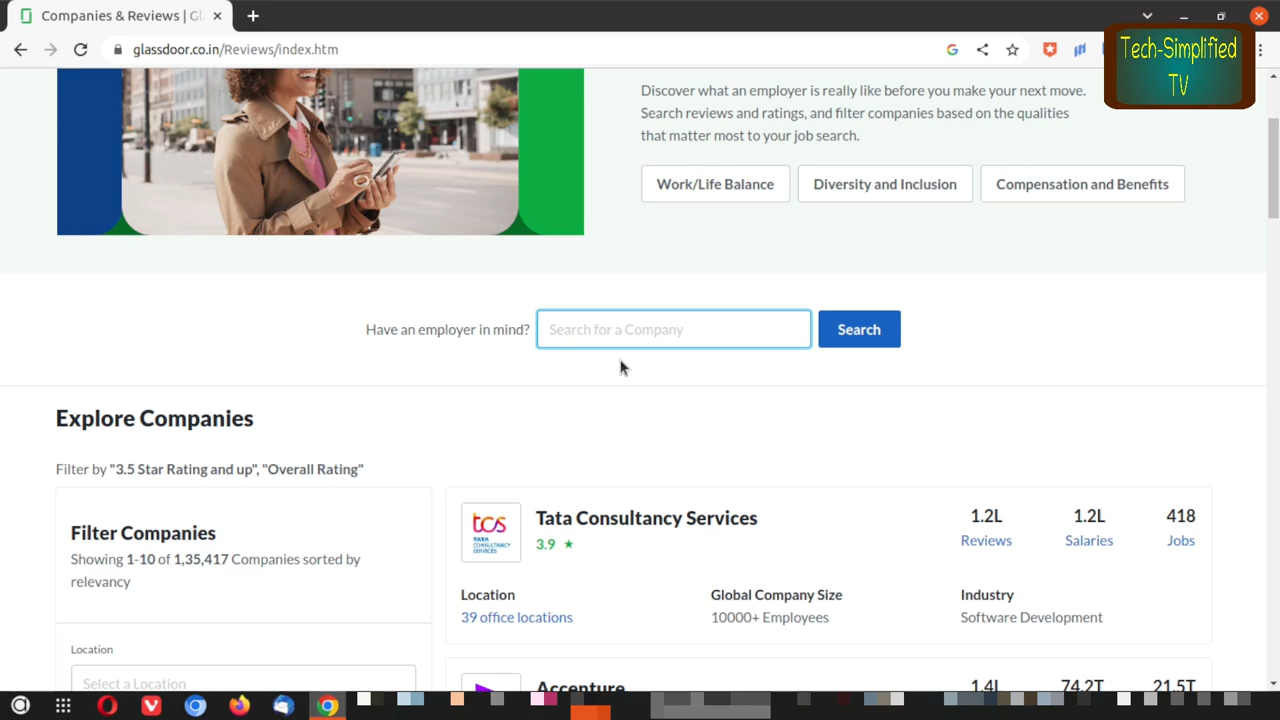 Companies & Reviews | Gl
glassdoor.co.in/Reviews/index.htm
Tech-Simplified
TV
Discover what an employer is really like before you make your next move.
Search reviews and ratings, and filter companies based on the qualities
that matter most to your job search.
Work/Life Balance
Diversity and Inclusion
Compensation and Benefits
Have an employer in mind?
Search for a Company
Search
Explore Companies
Filter by "3.5 Star Rating and up", "Overall Rating"
Filter Companies
Showing 1-10 of 1,35,417 Companies sorted by
relevancy
Location
Select a Location
tcs
TATA
CONSULTANCY
SERVICES
Tata Consultancy Services
3.9 ★
1.2L
Reviews
1.2L
Salaries
418
Jobs
Location
39 office locations
Global Company Size
10000+ Employees
Industry
Software Development
Accenture
1.4L
74.2T
21.5T